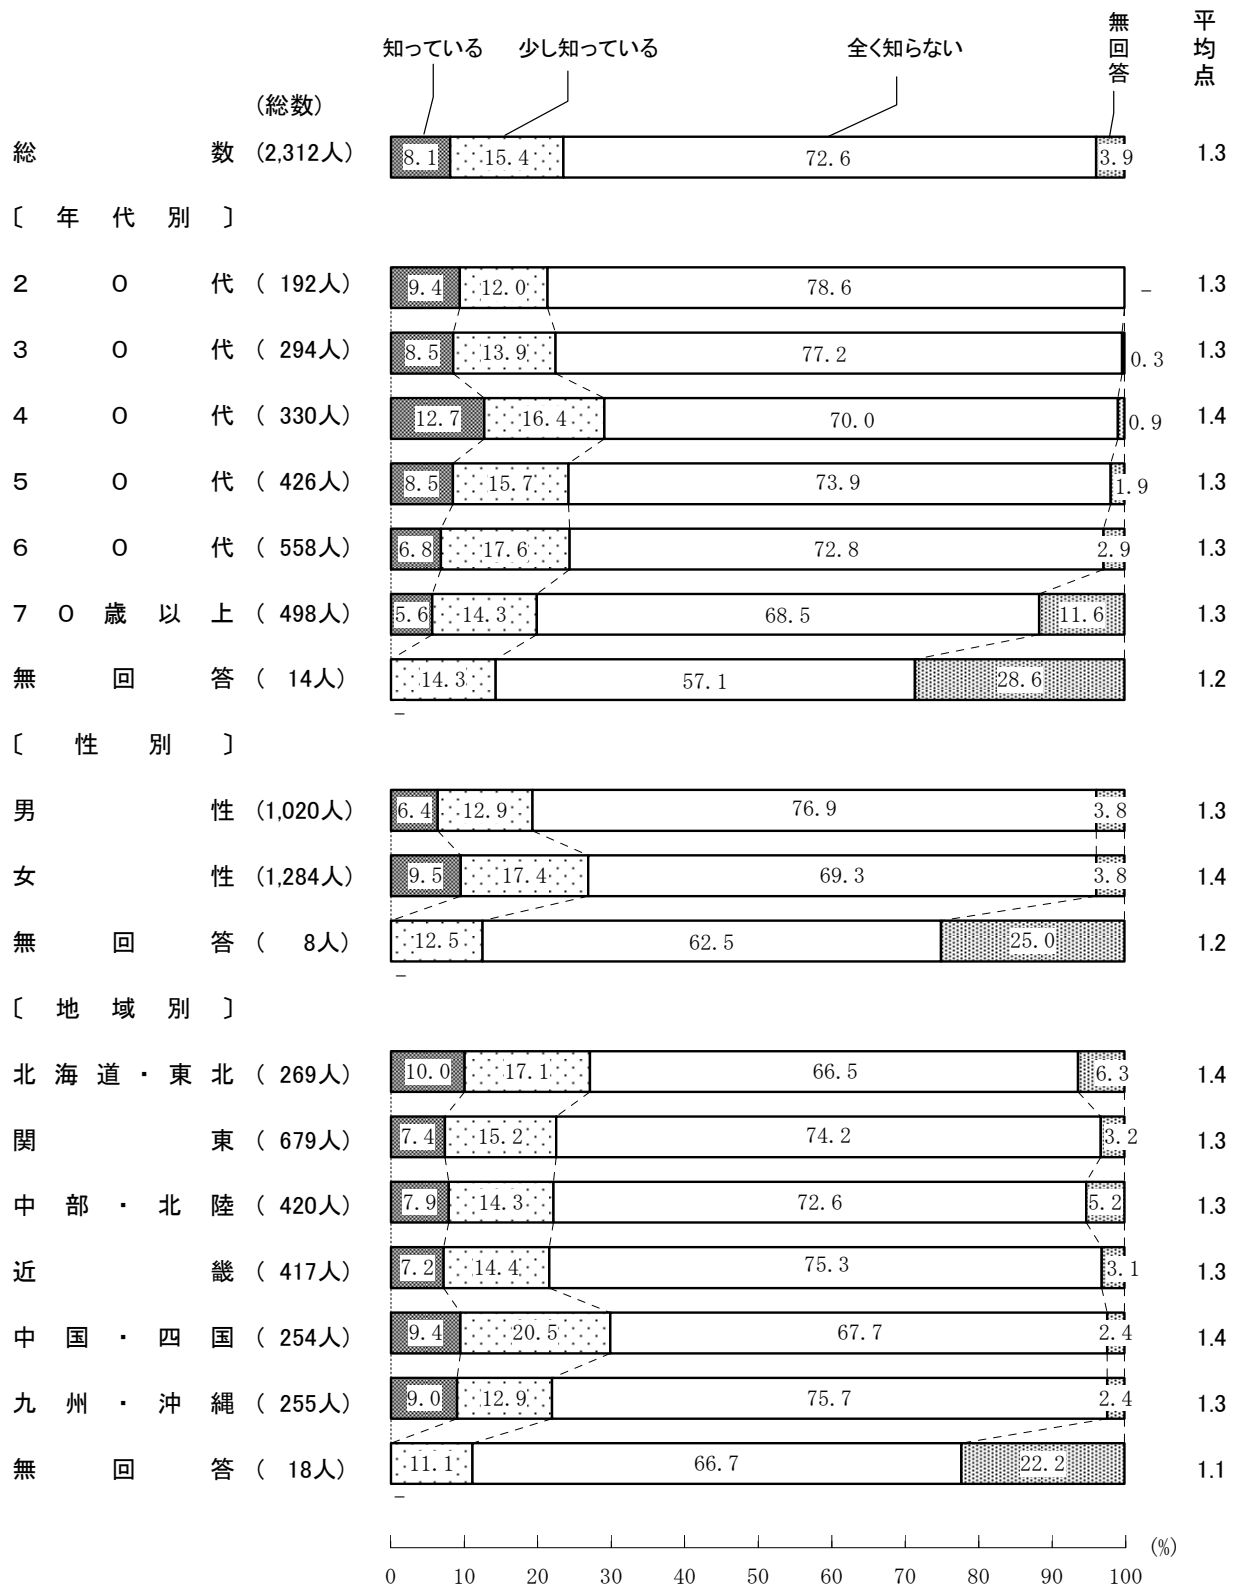 知っている 少し知っている 全く知らない 無回答 平均点
(総数)
総数 (2,312人) 8.1 15.4 72.6 3.9 1.3
〔年代別〕
20代 ( 192人) 9.4 12.0 78.6 – 1.3
30代 ( 294人) 8.5 13.9 77.2 0.3 1.3
40代 ( 330人) 12.7 16.4 70.0 0.9 1.4
50代 ( 426人) 8.5 15.7 73.9 1.9 1.3
60代 ( 558人) 6.8 17.6 72.8 2.9 1.3
70歳以上 ( 498人) 5.6 14.3 68.5 11.6 1.3
無回答 ( 14人) 14.3 57.1 28.6 1.2
–
〔性別〕
男性 (1,020人) 6.4 12.9 76.9 3.8 1.3
女性 (1,284人) 9.5 17.4 69.3 3.8 1.4
無回答 ( 8人) 12.5 62.5 25.0 1.2
–
〔地域別〕
北海道・東北 ( 269人) 10.0 17.1 66.5 6.3 1.4
関東 ( 679人) 7.4 15.2 74.2 3.2 1.3
中部・北陸 ( 420人) 7.9 14.3 72.6 5.2 1.3
近畿 ( 417人) 7.2 14.4 75.3 3.1 1.3
中国・四国 ( 254人) 9.4 20.5 67.7 2.4 1.4
九州・沖縄 ( 255人) 9.0 12.9 75.7 2.4 1.3
無回答 ( 18人) 11.1 66.7 22.2 1.1
–
0 10 20 30 40 50 60 70 80 90 100 (%)